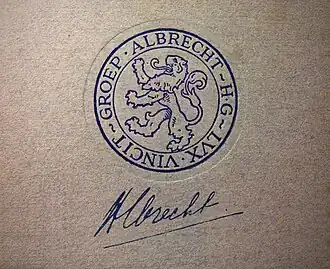 GROEP · ALBRECHT ~ H·G ~ LVX · VINCIT ~
Albrecht.